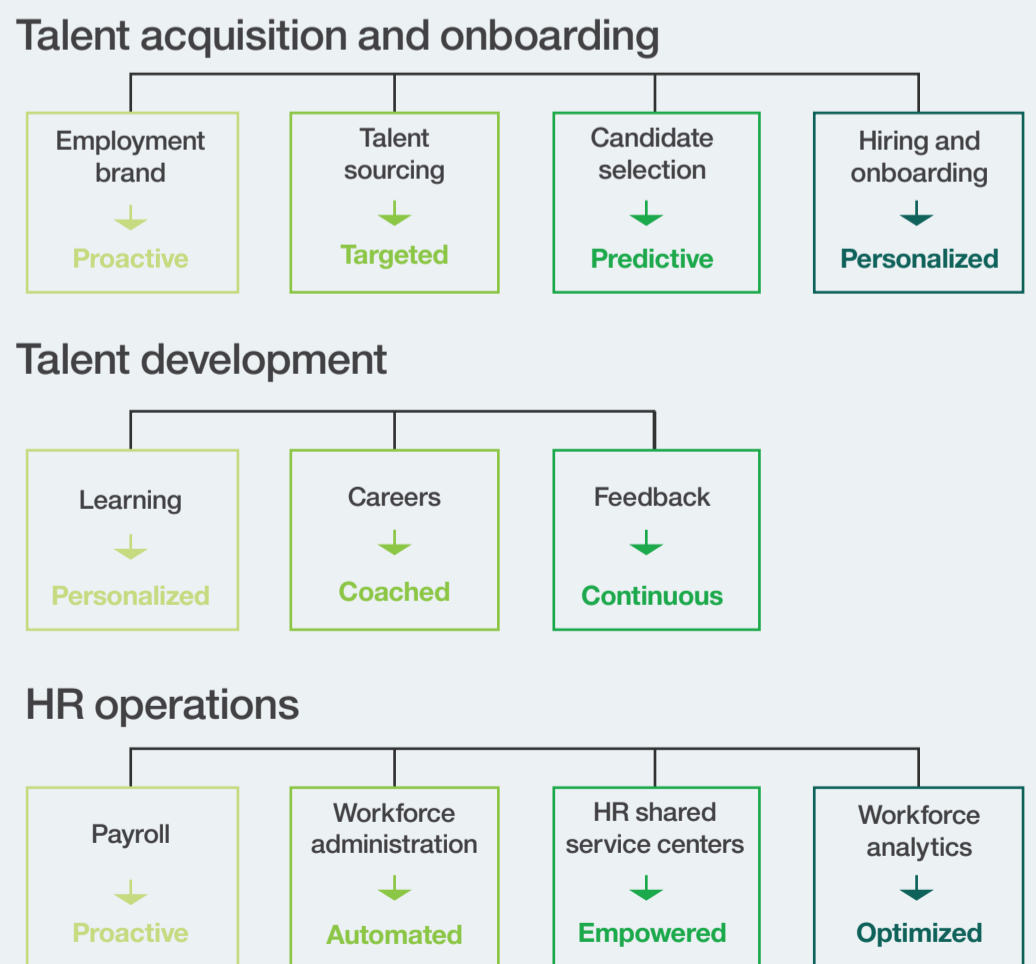 Talent acquisition and onboarding
Employment
brand
Proactive
Talent
sourcing
Targeted
Candidate
selection
Predictive
Hiring and
onboarding
Personalized
Talent development
Learning
Personalized
Careers
Coached
Feedback
Continuous
HR operations
Payroll
Proactive
Workforce
administration
Automated
HR shared
service centers
Empowered
Workforce
analytics
Optimized